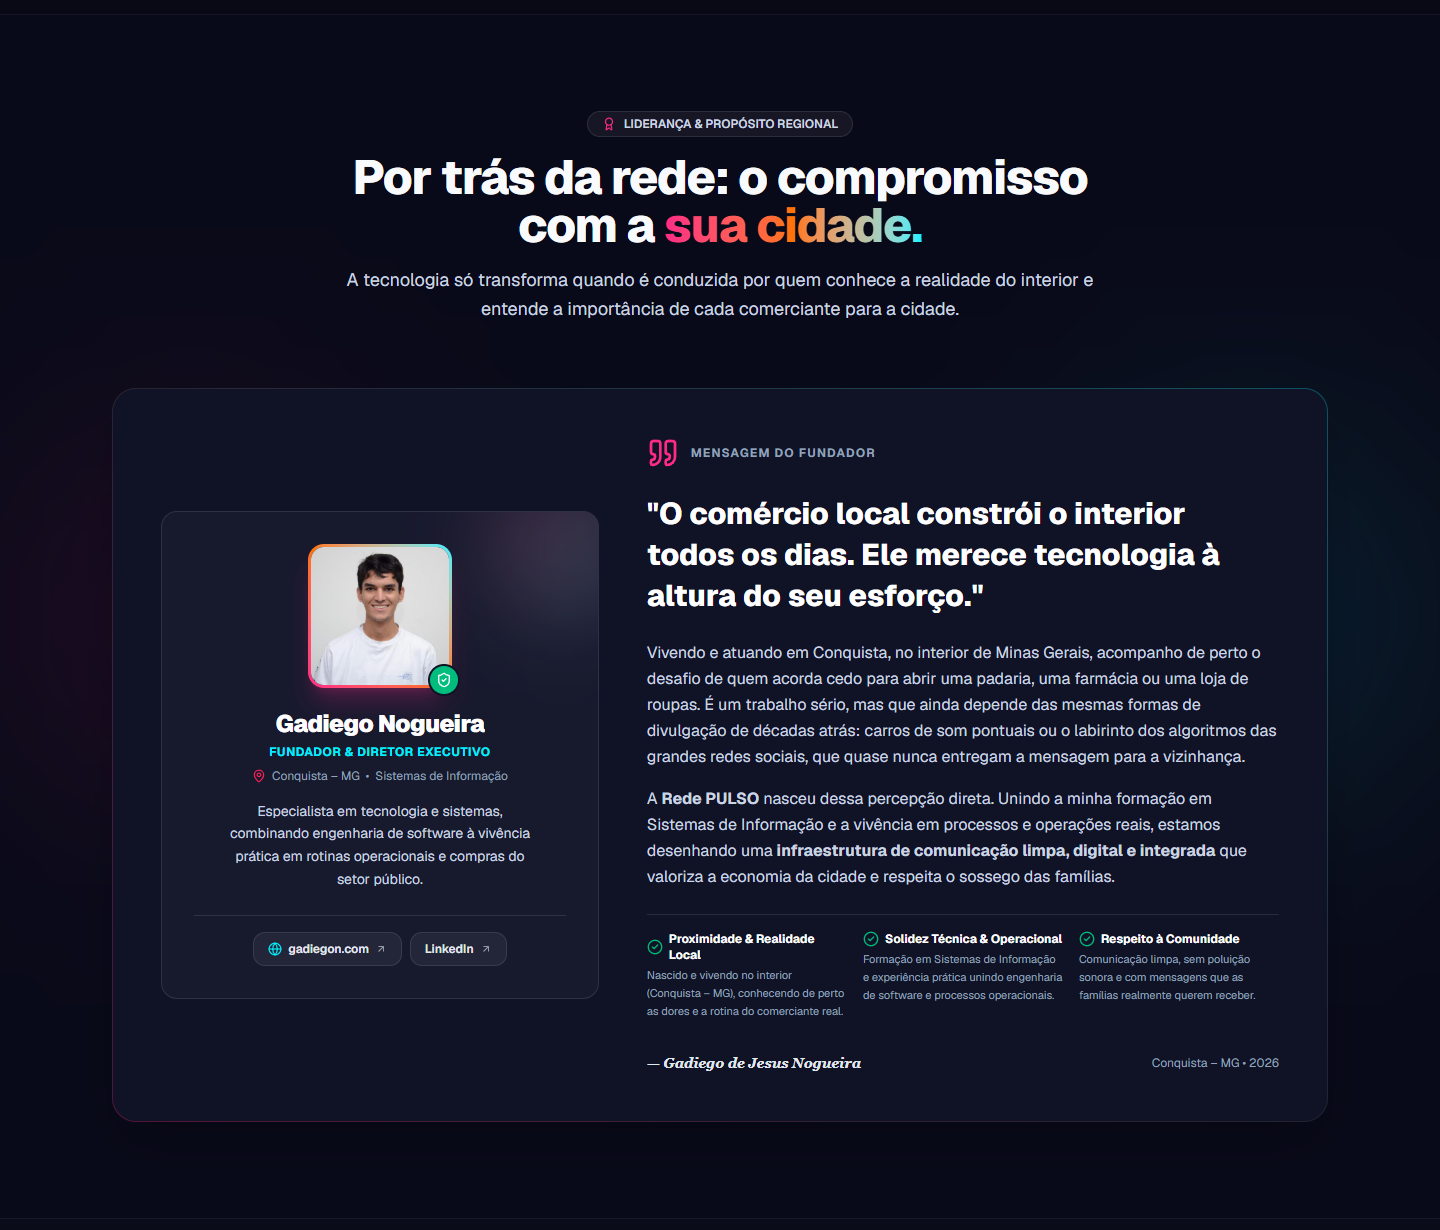 LIDERANÇA & PROPÓSITO REGIONAL
Por trás da rede: o compromisso
com a sua cidade.
A tecnologia só transforma quando é conduzida por quem conhece a realidade do interior e
entende a importância de cada comerciante para a cidade.
Gadiego Nogueira
FUNDADOR & DIRETOR EXECUTIVO
Conquista – MG • Sistemas de Informação
Especialista em tecnologia e sistemas,
combinando engenharia de software à vivência
prática em rotinas operacionais e compras do
setor público.
gadiegon.com
LinkedIn
MENSAGEM DO FUNDADOR
"O comércio local constrói o interior
todos os dias. Ele merece tecnologia à
altura do seu esforço."
Vivendo e atuando em Conquista, no interior de Minas Gerais, acompanho de perto o
desafio de quem acorda cedo para abrir uma padaria, uma farmácia ou uma loja de
roupas. É um trabalho sério, mas que ainda depende das mesmas formas de
divulgação de décadas atrás: carros de som pontuais ou o labirinto dos algoritmos das
grandes redes sociais, que quase nunca entregam a mensagem para a vizinhança.
A Rede PULSO nasceu dessa percepção direta. Unindo a minha formação em
Sistemas de Informação e a vivência em processos e operações reais, estamos
desenhando uma infraestrutura de comunicação limpa, digital e integrada que
valoriza a economia da cidade e respeita o sossego das famílias.
Proximidade & Realidade
Local
Nascido e vivendo no interior
(Conquista – MG), conhecendo de perto
as dores e a rotina do comerciante real.
Solidez Técnica & Operacional
Formação em Sistemas de Informação
e experiência prática unindo engenharia
de software e processos operacionais.
Respeito à Comunidade
Comunicação limpa, sem poluição
sonora e com mensagens que as
famílias realmente querem receber.
— Gadiego de Jesus Nogueira
Conquista – MG • 2026